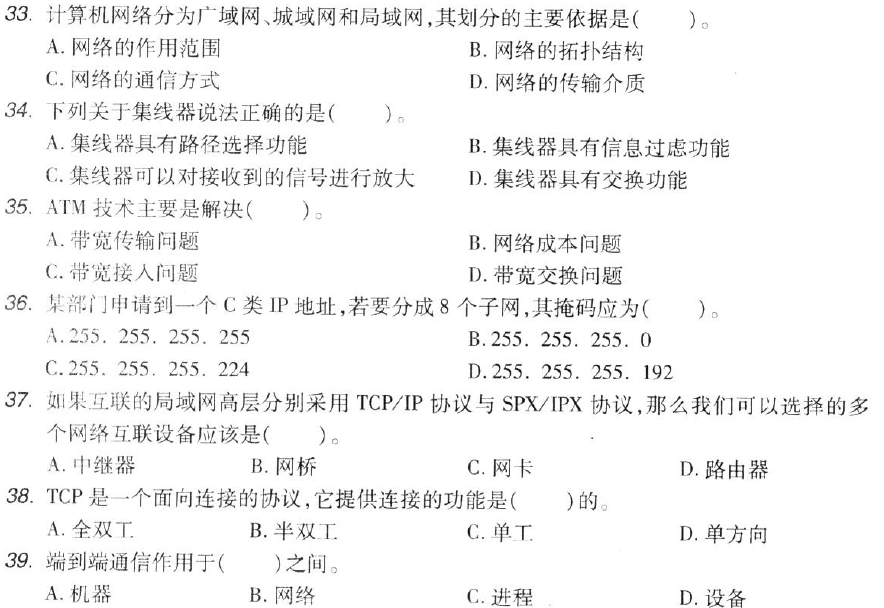 33. 计算机网络分为广域网、城域网和局域网,其划分的主要依据是(  )。
A. 网络的作用范围 B. 网络的拓扑结构
C. 网络的通信方式 D. 网络的传输介质
34. 下列关于集线器说法正确的是(  )。
A. 集线器具有路径选择功能 B. 集线器具有信息过虑功能
C. 集线器可以对接收到的信号进行放大 D. 集线器具有交换功能
35. ATM 技术主要是解决(  )。
A. 带宽传输问题 B. 网络成本问题
C. 带宽接入问题 D. 带宽交换问题
36. 某部门申请到一个 C 类 IP 地址,若要分成 8 个子网,其掩码应为(  )。
A. 255. 255. 255. 255 B. 255. 255. 255. 0
C. 255. 255. 255. 224 D. 255. 255. 255. 192
37. 如果互联的局域网高层分别采用 TCP/IP 协议与 SPX/IPX 协议,那么我们可以选择的多
个网络互联设备应该是(  )。
A. 中继器 B. 网桥 C. 网卡 D. 路由器
38. TCP 是一个面向连接的协议,它提供连接的功能是(  )的。
A. 全双工 B. 半双工 C. 单工 D. 单方向
39. 端到端通信作用于(  )之间。
A. 机器 B. 网络 C. 进程 D. 设备